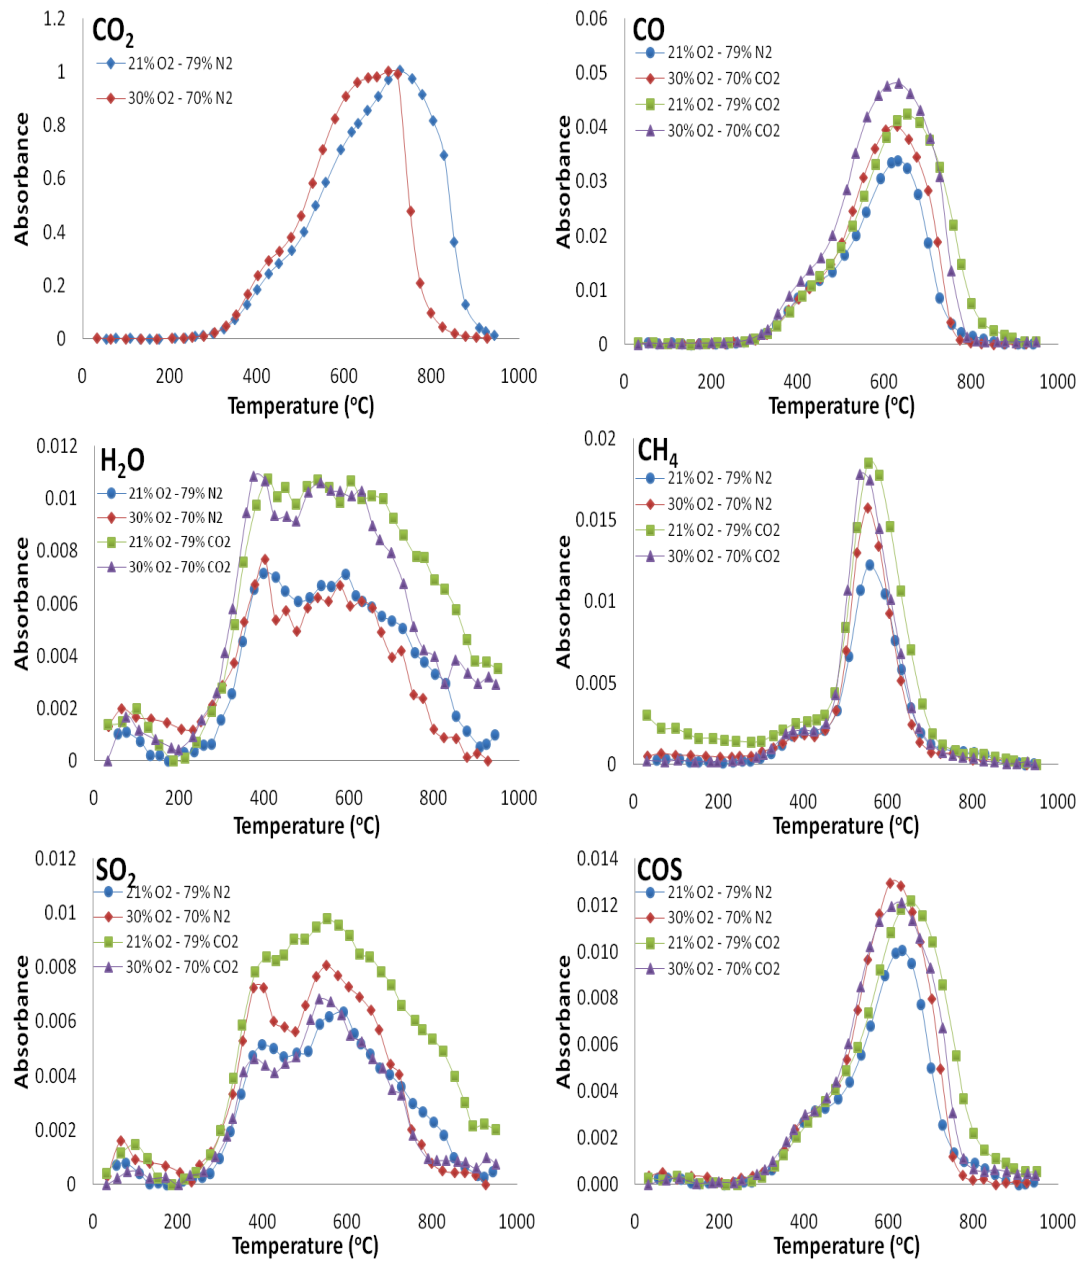 CO2
21% O2 - 79% N2
30% O2 - 70% N2
Absorbance
1.2
1
0.8
0.6
0.4
0.2
0
0 200 400 600 800 1000
Temperature (oC)
CO
21% O2 - 79% N2
30% O2 - 70% CO2
21% O2 - 79% CO2
30% O2 - 70% CO2
Absorbance
0.06
0.05
0.04
0.03
0.02
0.01
0
0 200 400 600 800 1000
Temperature (oC)
H2O
21% O2 - 79% N2
30% O2 - 70% N2
21% O2 - 79% CO2
30% O2 - 70% CO2
Absorbance
0.012
0.01
0.008
0.006
0.004
0.002
0
0 200 400 600 800 1000
Temperature (oC)
CH4
21% O2 - 79% N2
30% O2 - 70% N2
21% O2 - 79% CO2
30% O2 - 70% CO2
Absorbance
0.02
0.015
0.01
0.005
0
0 200 400 600 800 1000
Temperature (oC)
SO2
21% O2 - 79% N2
30% O2 - 70% N2
21% O2 - 79% CO2
30% O2 - 70% CO2
Absorbance
0.012
0.01
0.008
0.006
0.004
0.002
0
0 200 400 600 800 1000
Temperature (oC)
COS
21% O2 - 79% N2
30% O2 - 70% N2
21% O2 - 79% CO2
30% O2 - 70% CO2
Absorbance
0.014
0.012
0.010
0.008
0.006
0.004
0.002
0.000
0 200 400 600 800 1000
Temperature (oC)